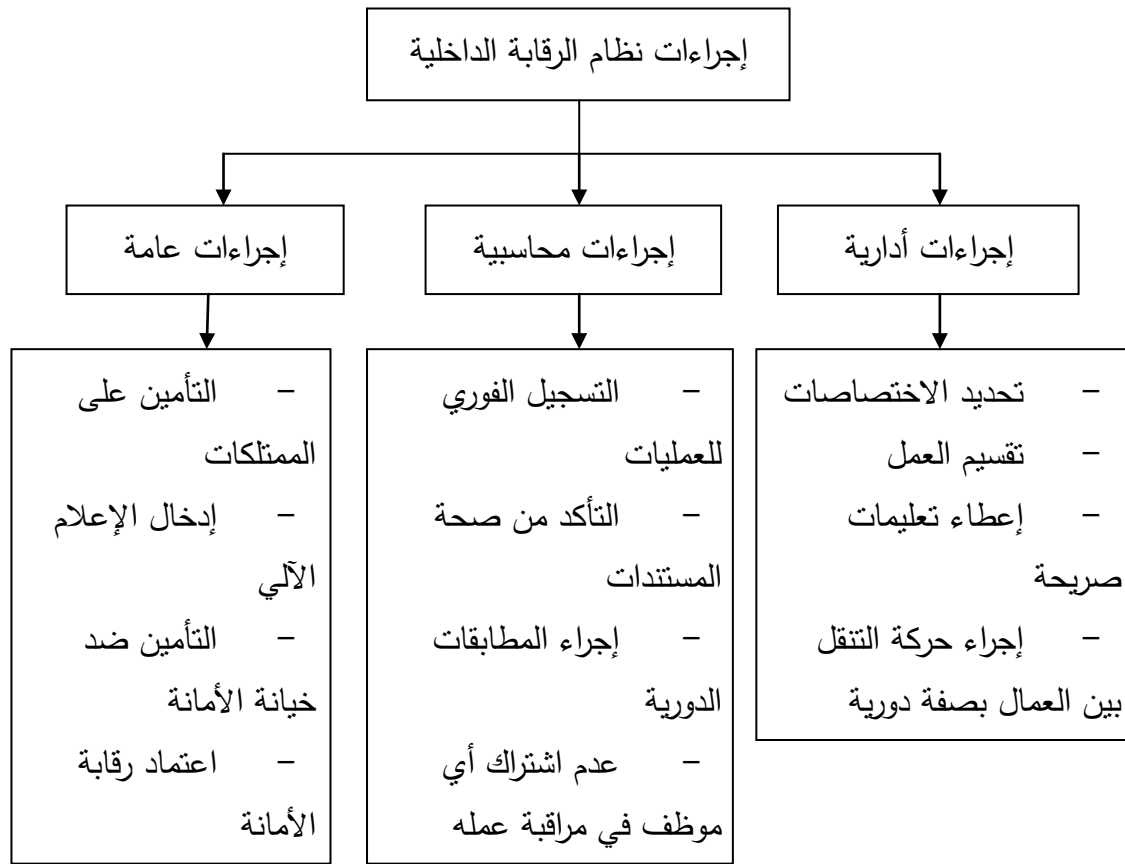 إجراءات نظام الرقابة الداخلية
إجراءات أدارية
إجراءات محاسبية
إجراءات عامة
- تحديد الاختصاصات
- تقسيم العمل
- إعطاء تعليمات
صريحة
- إجراء حركة التنقل
بين العمال بصفة دورية
- التسجيل الفوري
للعمليات
- التأكد من صحة
المستندات
- إجراء المطابقات
الدورية
- عدم اشتراك أي
موظف في مراقبة عمله
- التأمين على
الممتلكات
- إدخال الإعلام
الآلي
- التأمين ضد
خيانة الأمانة
- اعتماد رقابة
الأمانة